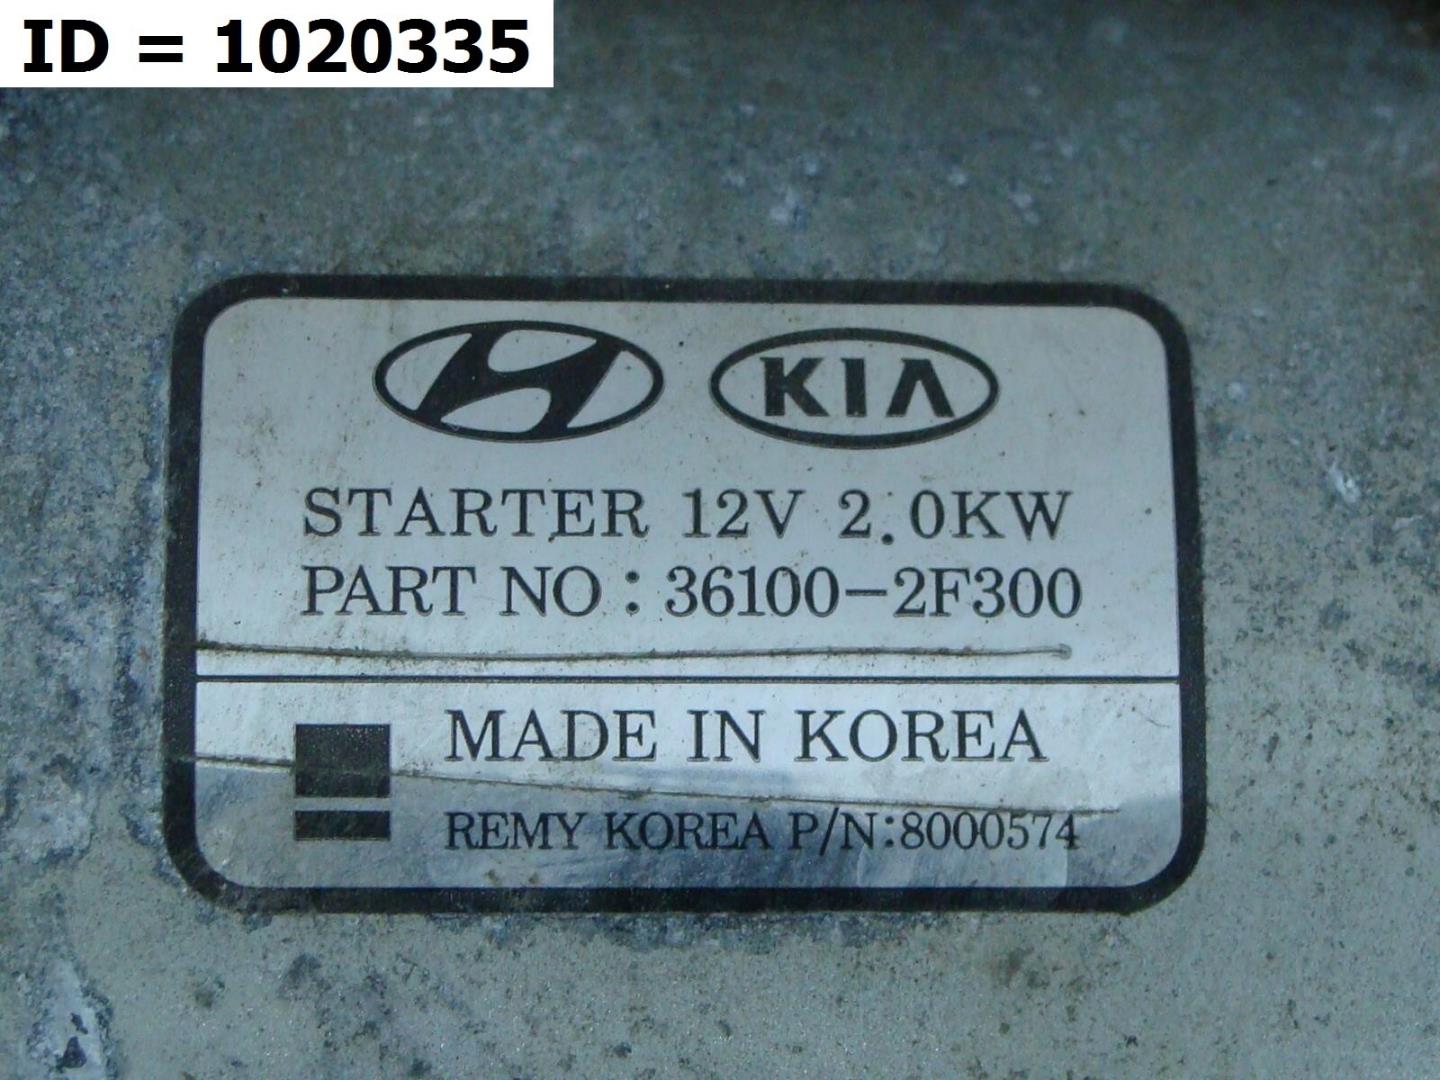 ID = 1020335
KIA
STARTER 12V 2.0KW
PART NO : 36100-2F300
MADE IN KOREA
REMY KOREA P/N:8000574